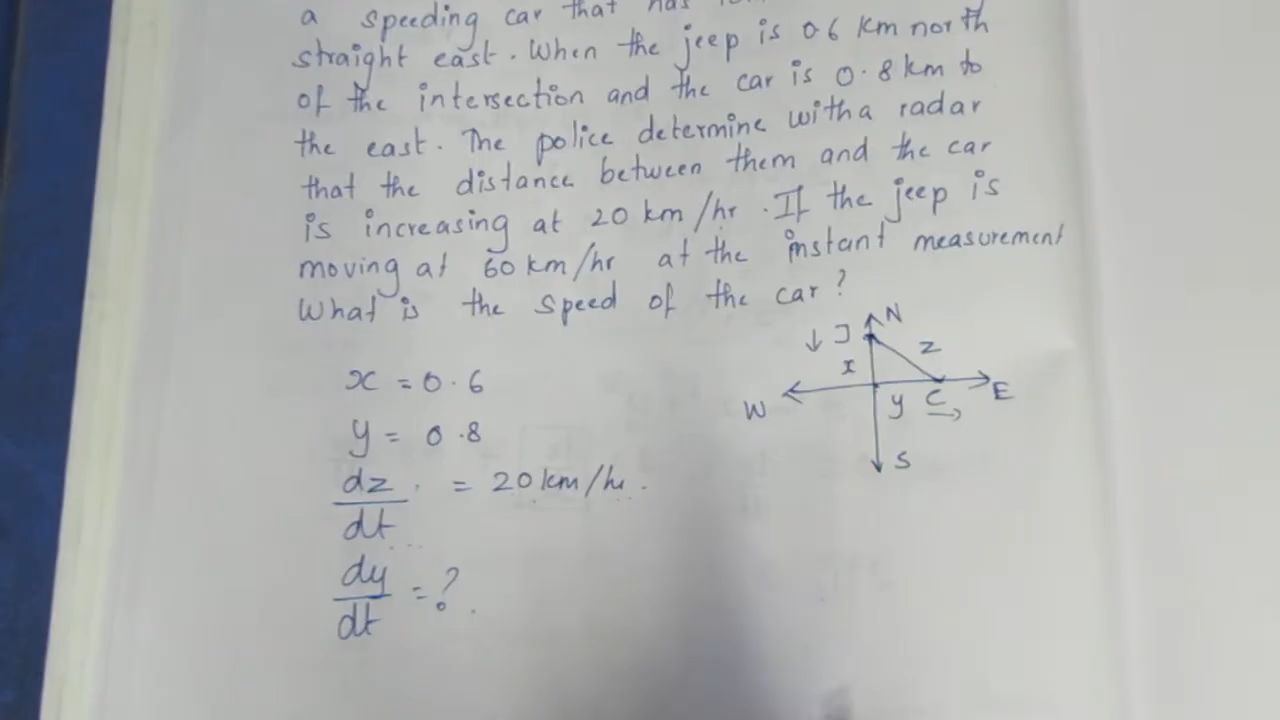 a speeding car that has
straight east. When the jeep is 0.6 km north
of the intersection and the car is 0.8 km to
the east. The police determine with a radar
that the distance between them and the car
is increasing at 20 km/hr. If the jeep is
moving at 60 km/hr at the instant measurement
What is the speed of the car?
↓ J N
x z
W y C E
→
S
x = 0.6
y = 0.8
dz/dt = 20 km/hr.
dy/dt = ?